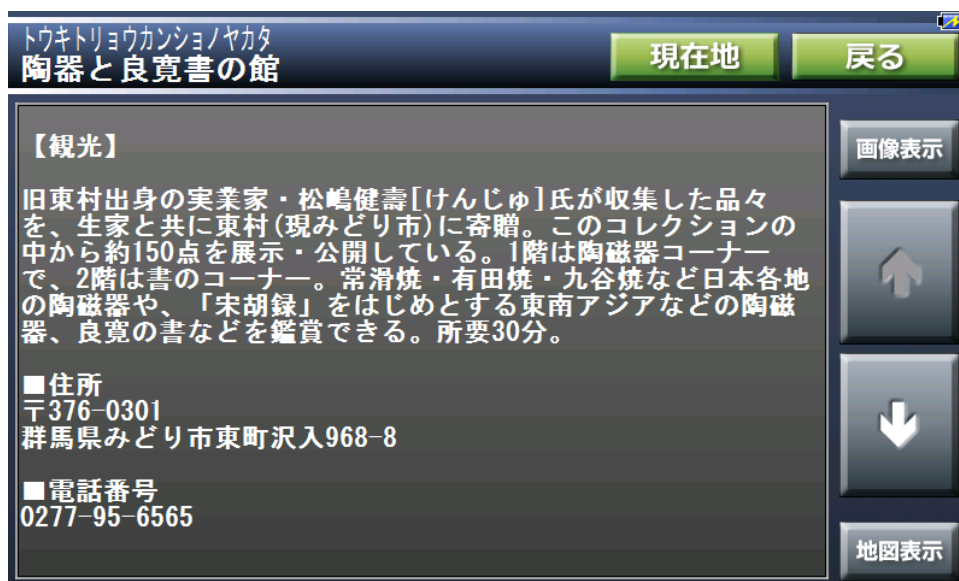 トウキトリョウカンショノヤカタ
陶器と良寛書の館
現在地
戻る
【観光】
旧東村出身の実業家・松嶋健壽[けんじゅ]氏が収集した品々
を、生家と共に東村(現みどり市)に寄贈。このコレクションの
中から約150点を展示・公開している。1階は陶磁器コーナー
で、2階は書のコーナー。常滑焼・有田焼・九谷焼など日本各地
の陶磁器や、「宋胡録」をはじめとする東南アジアなどの陶磁
器、良寛の書などを鑑賞できる。所要30分。
■住所
〒376-0301
群馬県みどり市東町沢入968-8
■電話番号
0277-95-6565
画像表示
地図表示